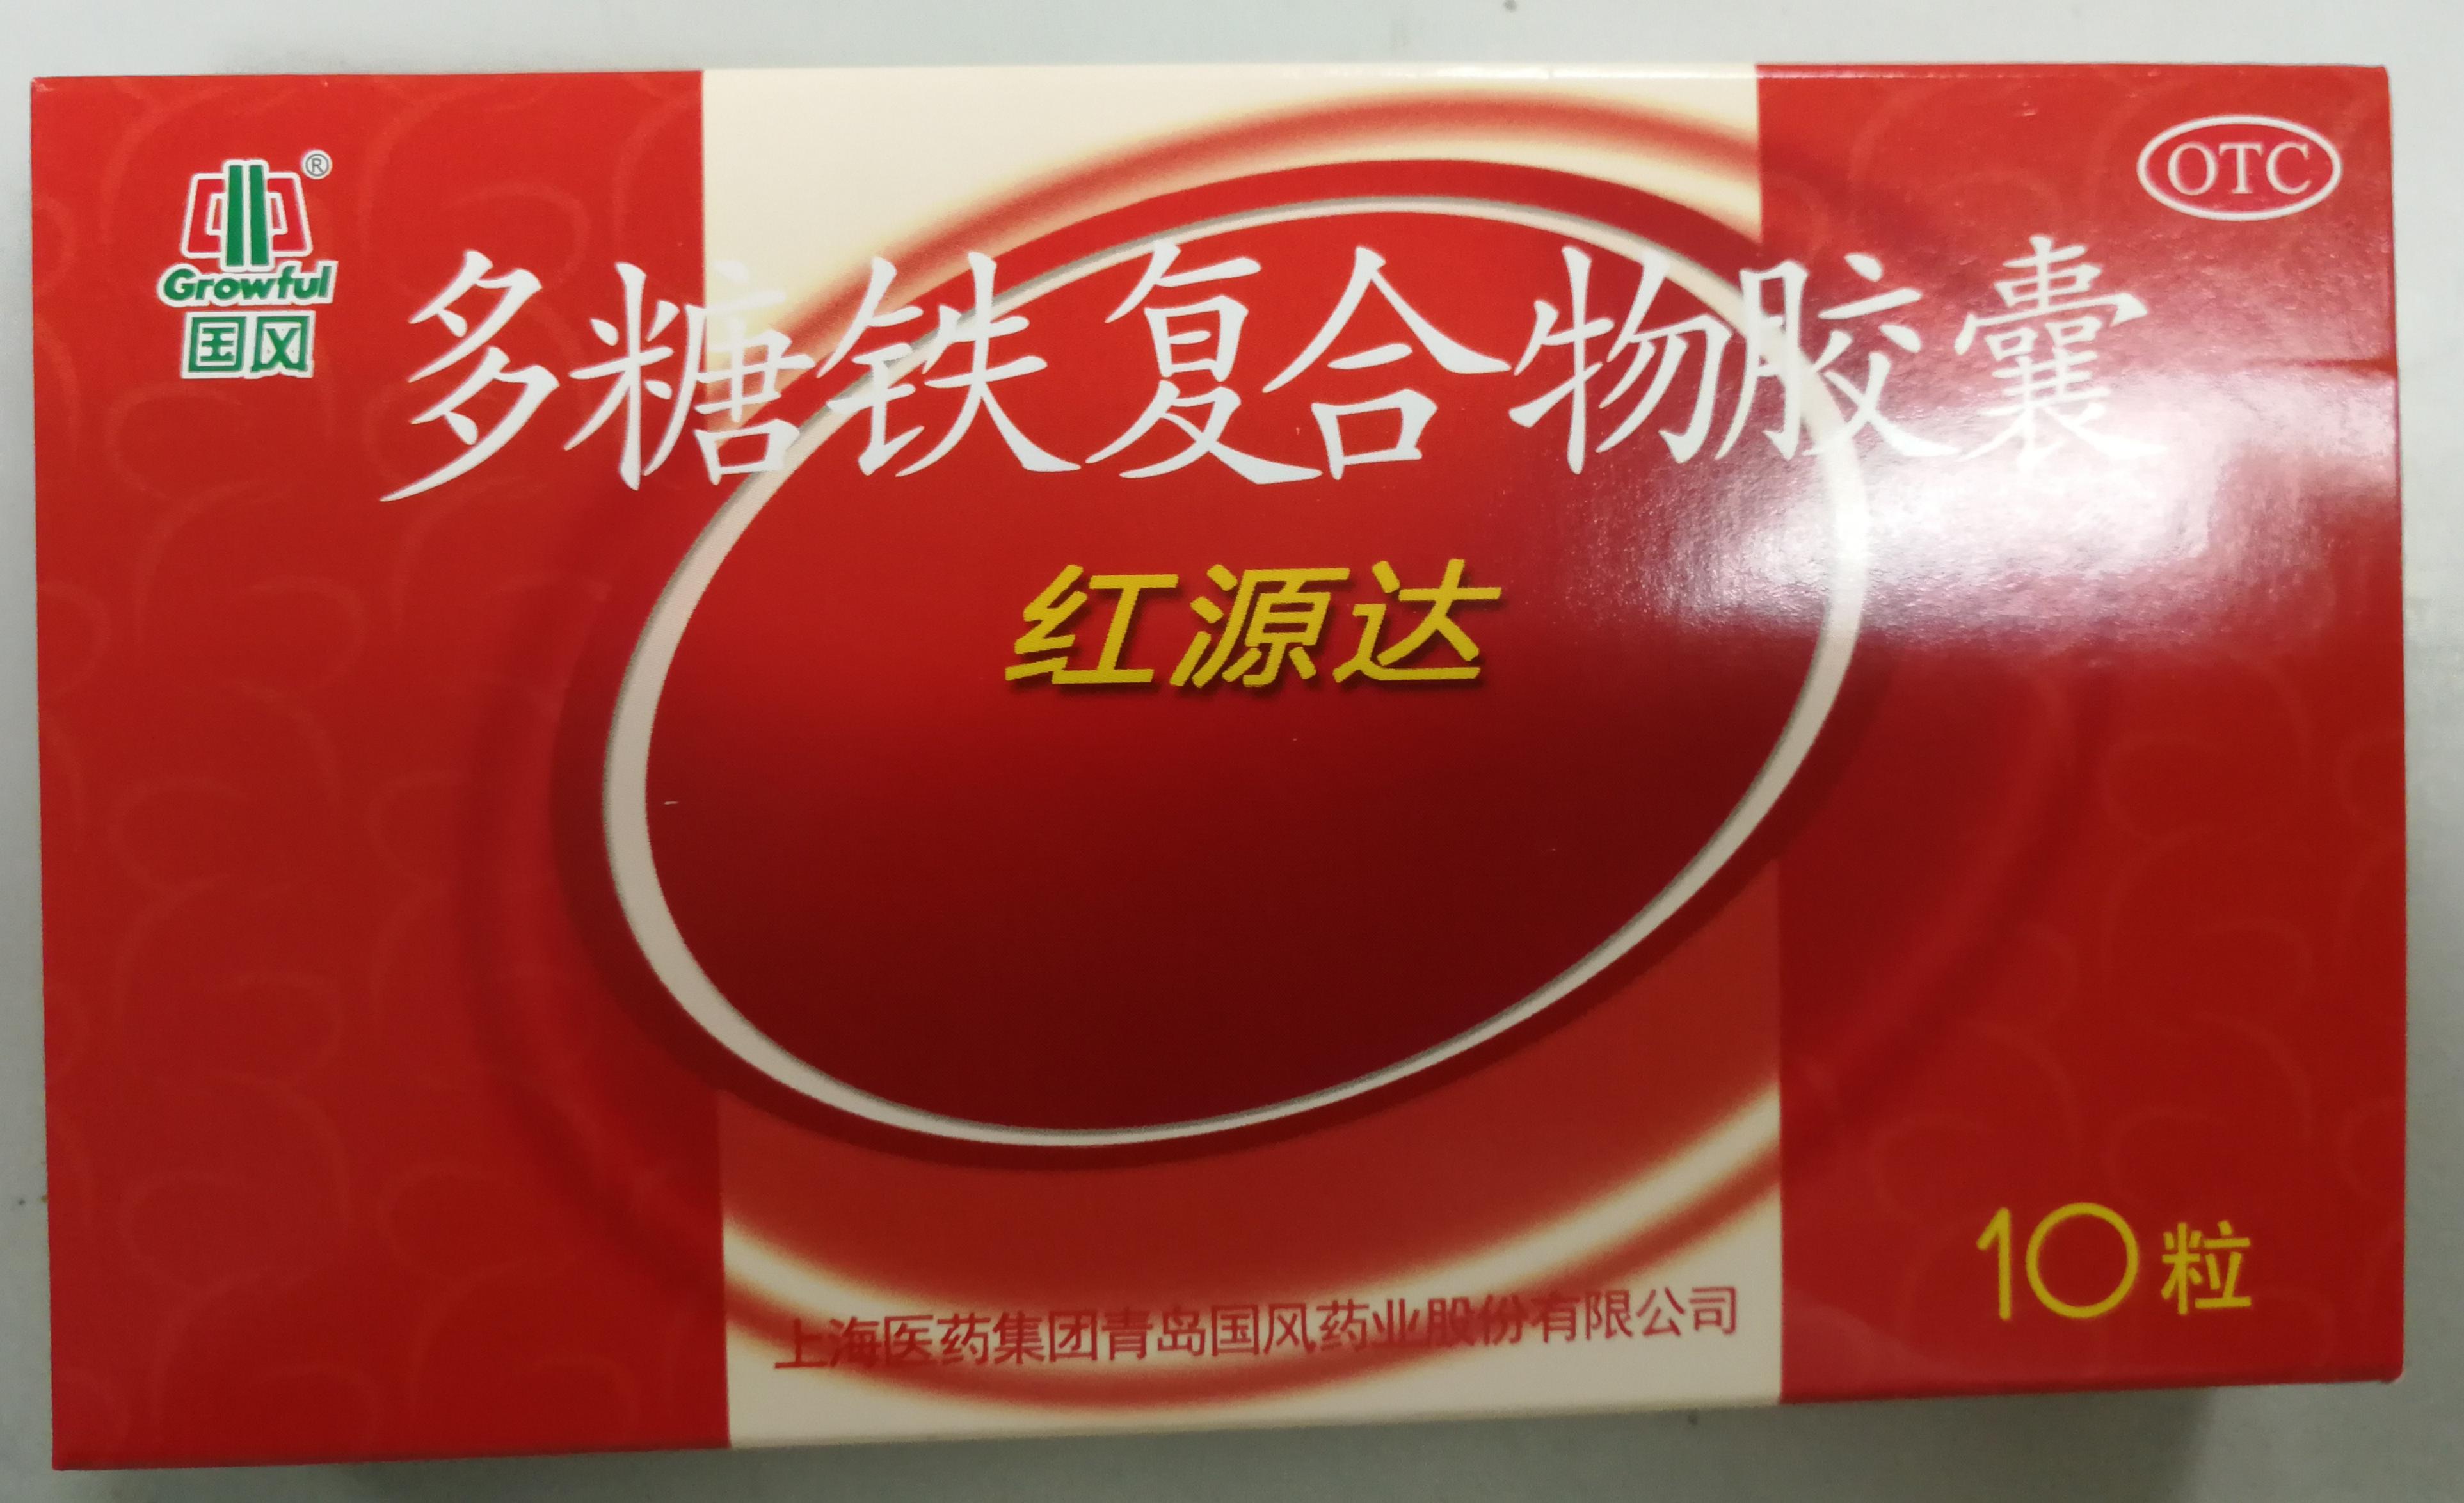 Growful®
国风
OTC
多糖铁复合物胶囊
红源达
10粒
上海医药集团青岛国风药业股份有限公司